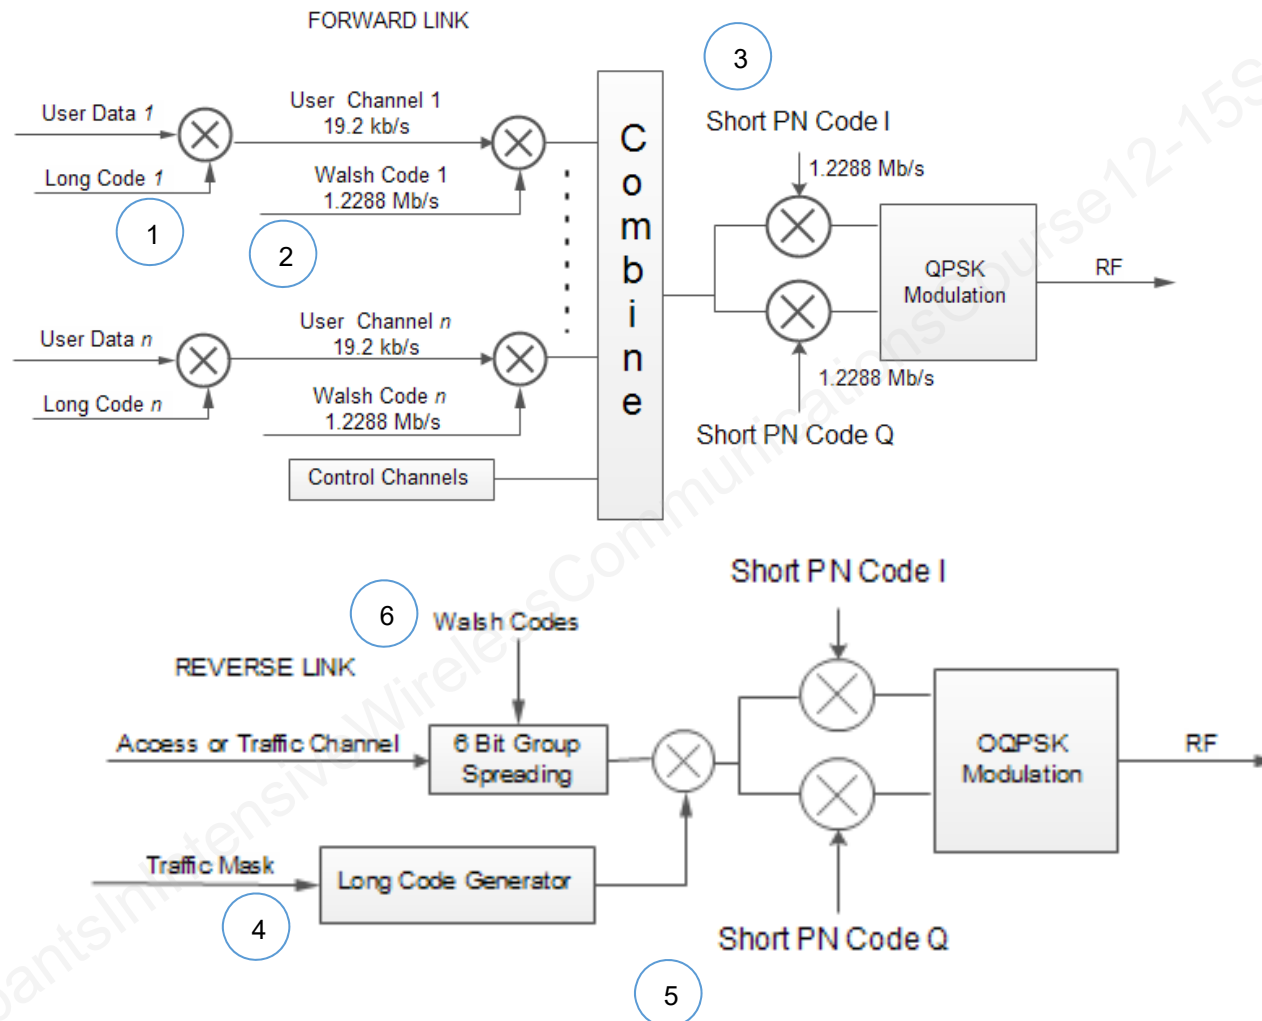 FORWARD LINK
3
User Data 1
User Channel 1
19.2 kb/s
Short PN Code I
Long Code 1
Walsh Code 1
1.2288 Mb/s
1.2288 Mb/s
1
2
Combine
QPSK
Modulation
RF
User Data n
User Channel n
19.2 kb/s
Long Code n
Walsh Code n
1.2288 Mb/s
1.2288 Mb/s
Short PN Code Q
Control Channels
Short PN Code I
6
Walsh Codes
REVERSE LINK
Access or Traffic Channel
6 Bit Group
Spreading
OQPSK
Modulation
RF
Traffic Mask
Long Code Generator
4
Short PN Code Q
5
pantsInIntensiveWirelessCommunicationsCourse12-15S